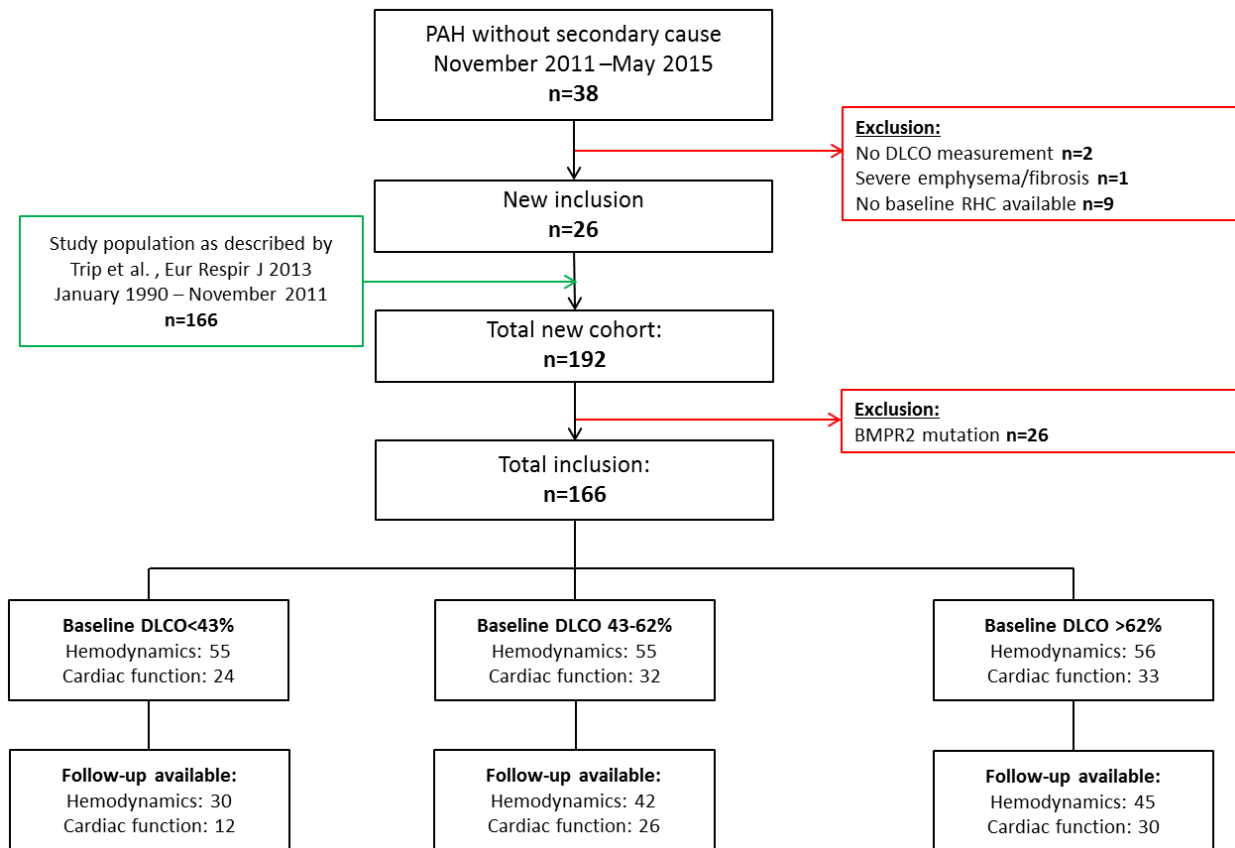 PAH without secondary cause
November 2011 –May 2015
n=38
Exclusion:
No DLCO measurement n=2
Severe emphysema/fibrosis n=1
No baseline RHC available n=9
New inclusion
n=26
Study population as described by
Trip et al. , Eur Respir J 2013
January 1990 – November 2011
n=166
Total new cohort:
n=192
Exclusion:
BMPR2 mutation n=26
Total inclusion:
n=166
Baseline DLCO<43%
Hemodynamics: 55
Cardiac function: 24
Baseline DLCO 43-62%
Hemodynamics: 55
Cardiac function: 32
Baseline DLCO >62%
Hemodynamics: 56
Cardiac function: 33
Follow-up available:
Hemodynamics: 30
Cardiac function: 12
Follow-up available:
Hemodynamics: 42
Cardiac function: 26
Follow-up available:
Hemodynamics: 45
Cardiac function: 30